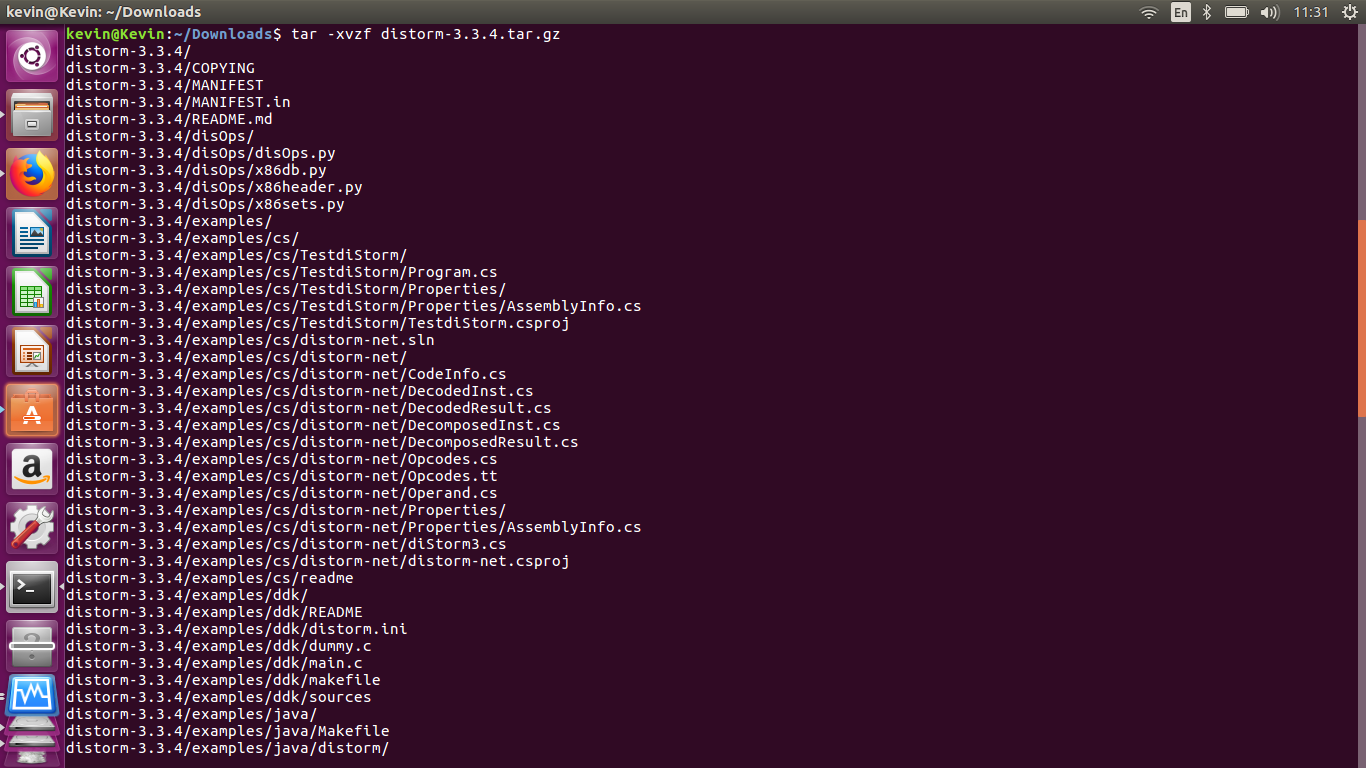 kevin@Kevin: ~/Downloads
En
11:31
kevin@Kevin:~/Downloads$ tar -xvzf distorm-3.3.4.tar.gz
distorm-3.3.4/
distorm-3.3.4/COPYING
distorm-3.3.4/MANIFEST
distorm-3.3.4/MANIFEST.in
distorm-3.3.4/README.md
distorm-3.3.4/disOps/
distorm-3.3.4/disOps/disOps.py
distorm-3.3.4/disOps/x86db.py
distorm-3.3.4/disOps/x86header.py
distorm-3.3.4/disOps/x86sets.py
distorm-3.3.4/examples/
distorm-3.3.4/examples/cs/
distorm-3.3.4/examples/cs/TestdiStorm/
distorm-3.3.4/examples/cs/TestdiStorm/Program.cs
distorm-3.3.4/examples/cs/TestdiStorm/Properties/
distorm-3.3.4/examples/cs/TestdiStorm/Properties/AssemblyInfo.cs
distorm-3.3.4/examples/cs/TestdiStorm/TestdiStorm.csproj
distorm-3.3.4/examples/cs/distorm-net.sln
distorm-3.3.4/examples/cs/distorm-net/
distorm-3.3.4/examples/cs/distorm-net/CodeInfo.cs
distorm-3.3.4/examples/cs/distorm-net/DecodedInst.cs
distorm-3.3.4/examples/cs/distorm-net/DecodedResult.cs
distorm-3.3.4/examples/cs/distorm-net/DecomposedInst.cs
distorm-3.3.4/examples/cs/distorm-net/DecomposedResult.cs
distorm-3.3.4/examples/cs/distorm-net/Opcodes.cs
distorm-3.3.4/examples/cs/distorm-net/Opcodes.tt
distorm-3.3.4/examples/cs/distorm-net/Operand.cs
distorm-3.3.4/examples/cs/distorm-net/Properties/
distorm-3.3.4/examples/cs/distorm-net/Properties/AssemblyInfo.cs
distorm-3.3.4/examples/cs/distorm-net/diStorm3.cs
distorm-3.3.4/examples/cs/distorm-net/distorm-net.csproj
distorm-3.3.4/examples/cs/readme
distorm-3.3.4/examples/ddk/
distorm-3.3.4/examples/ddk/README
distorm-3.3.4/examples/ddk/distorm.ini
distorm-3.3.4/examples/ddk/dummy.c
distorm-3.3.4/examples/ddk/main.c
distorm-3.3.4/examples/ddk/makefile
distorm-3.3.4/examples/ddk/sources
distorm-3.3.4/examples/java/
distorm-3.3.4/examples/java/Makefile
distorm-3.3.4/examples/java/distorm/